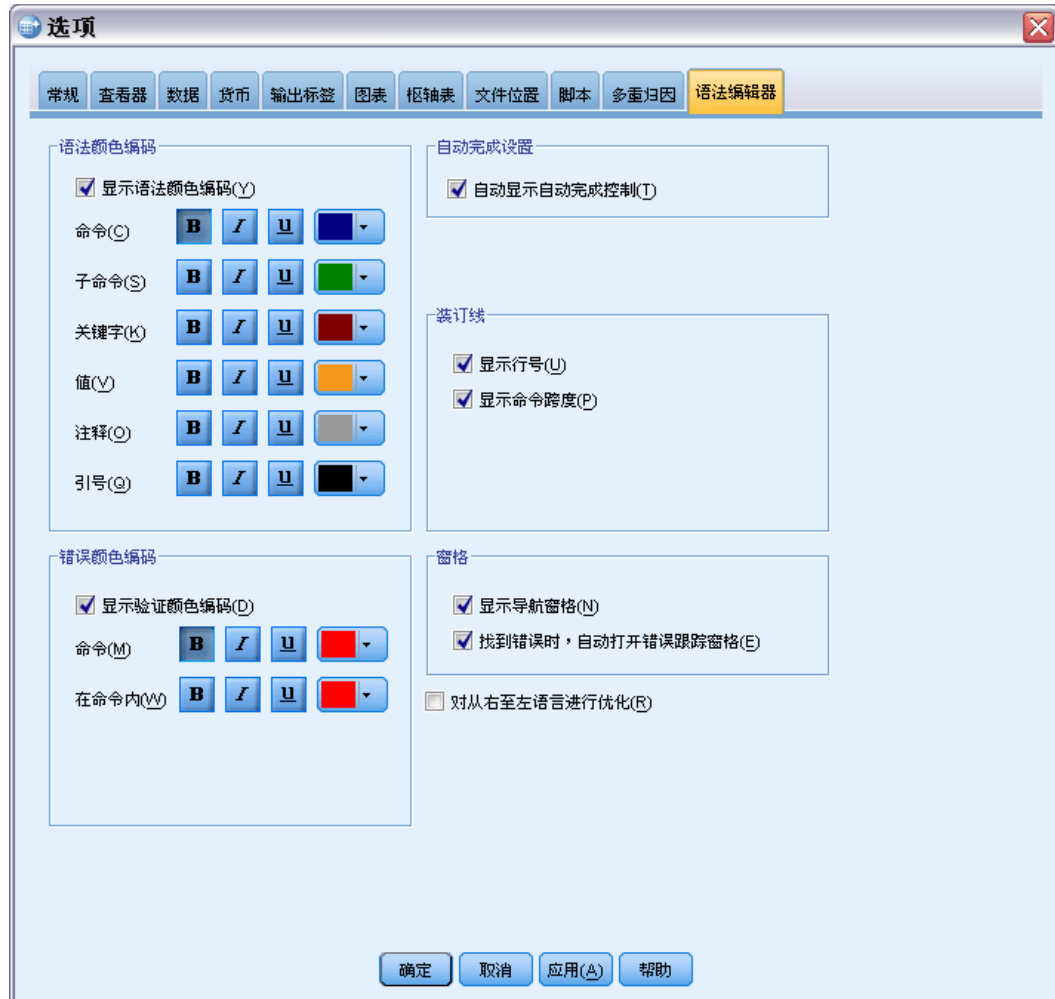 选项
常规 查看器 数据 货币 输出标签 图表 枢轴表 文件位置 脚本 多重归因 语法编辑器
语法颜色编码
显示语法颜色编码(Y)
命令(C) B I U
子命令(S) B I U
关键字(K) B I U
值(V) B I U
注释(O) B I U
引号(Q) B I U
错误颜色编码
显示验证颜色编码(D)
命令(M) B I U
在命令内(W) B I U
自动完成设置
自动显示自动完成控制(T)
装订线
显示行号(U)
显示命令跨度(P)
窗格
显示导航窗格(N)
找到错误时，自动打开错误跟踪窗格(E)
对从右至左语言进行优化(R)
确定 取消 应用(A) 帮助